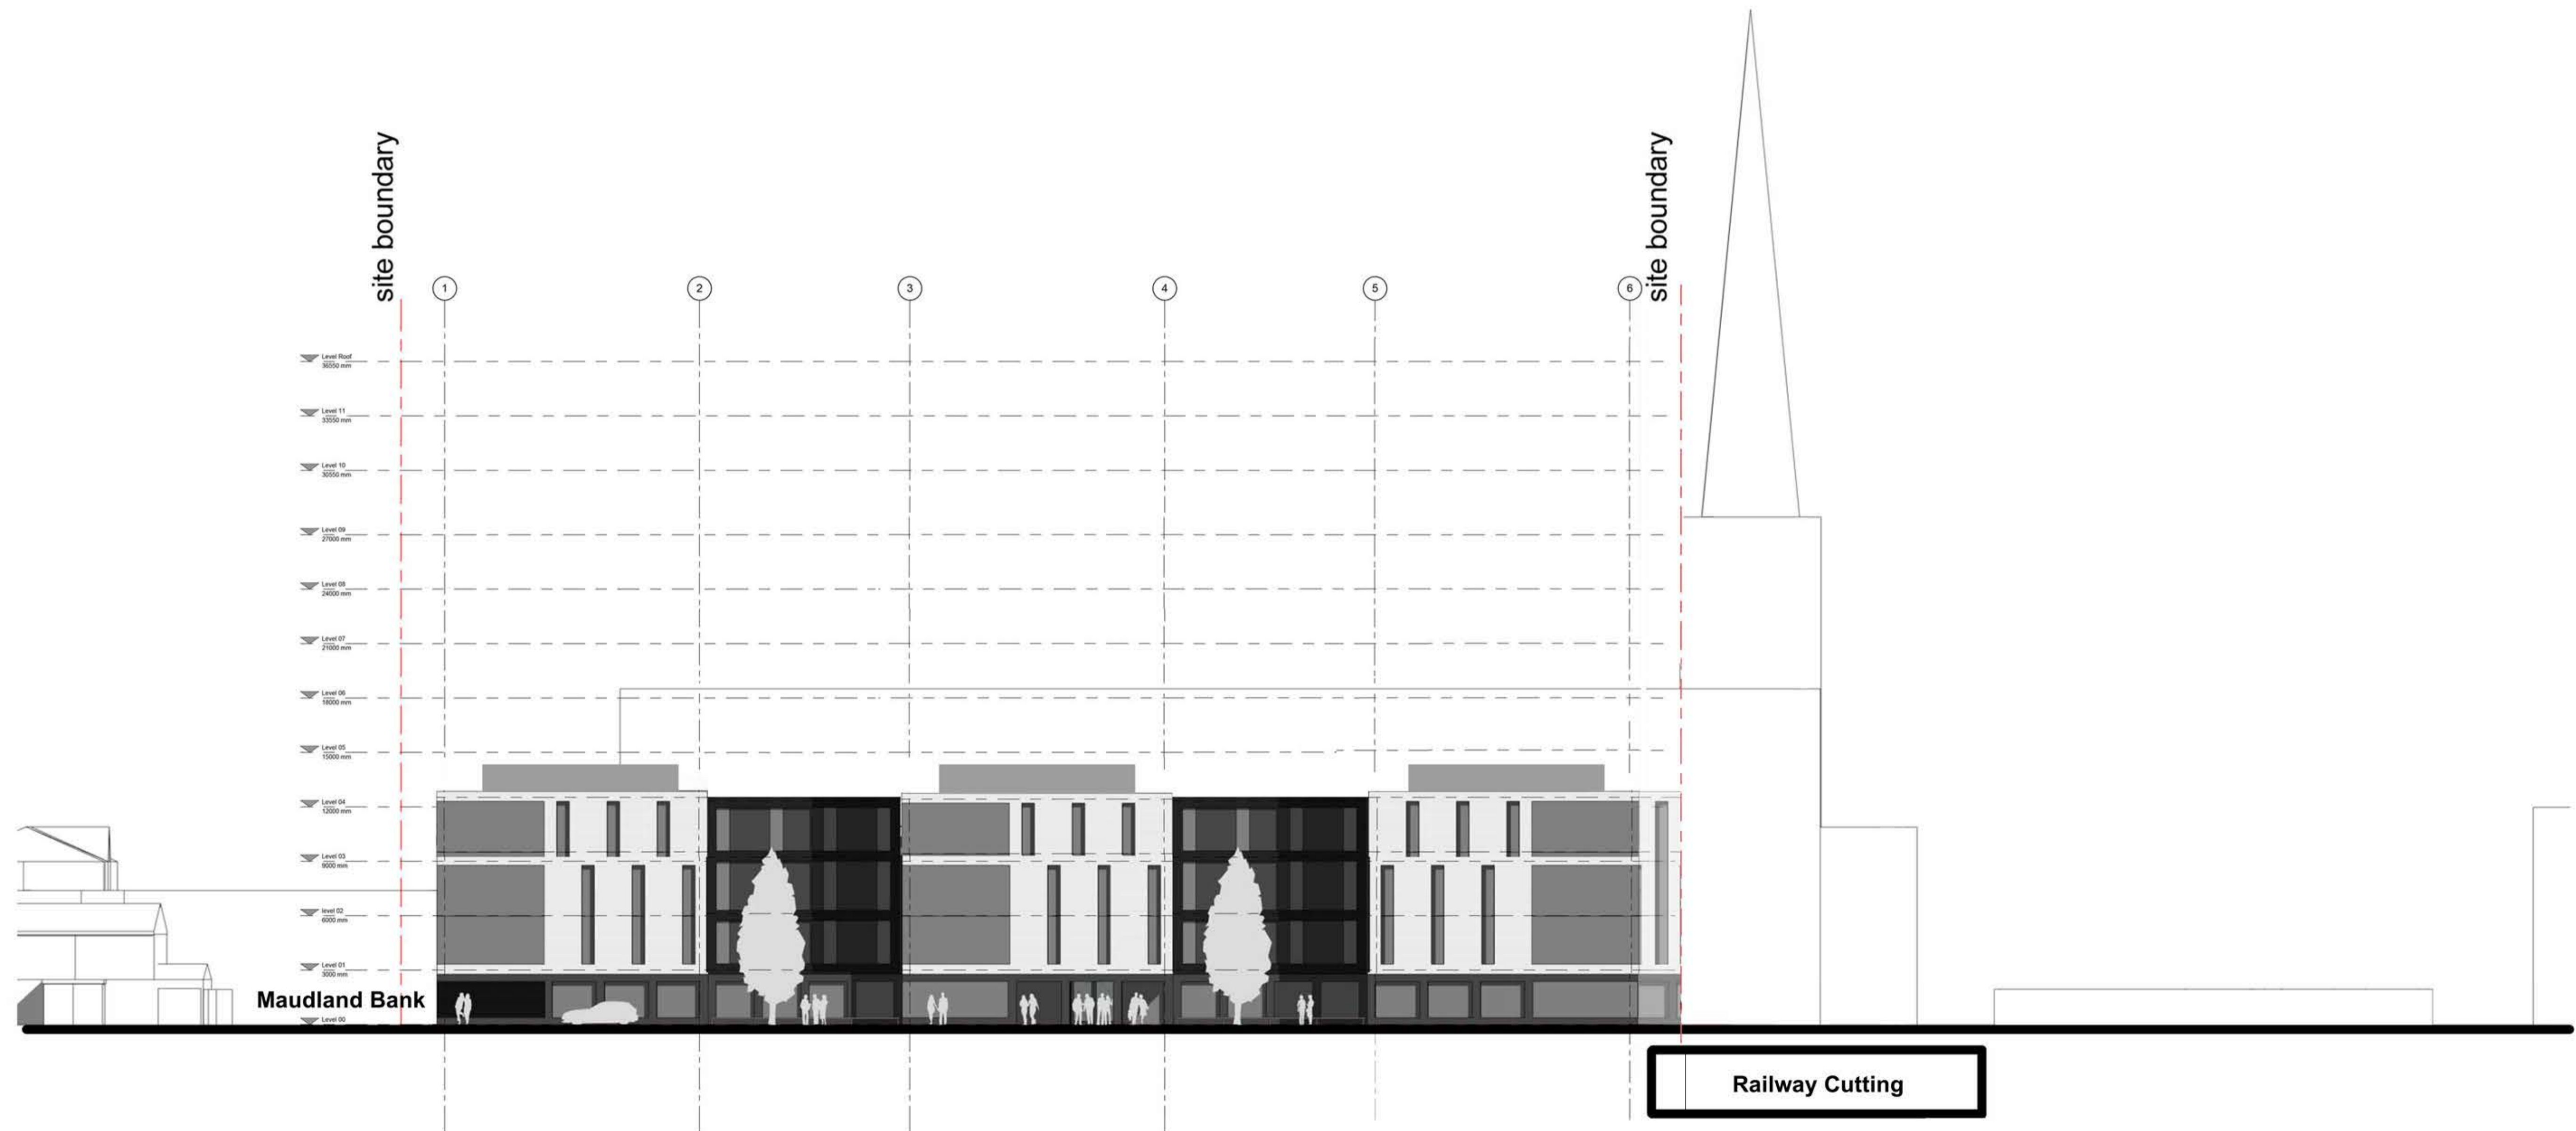 site boundary
site boundary
1
2
3
4
5
6
Level Roof
36550 mm
Level 11
33550 mm
Level 10
30550 mm
Level 09
27000 mm
Level 08
24000 mm
Level 07
21000 mm
Level 06
18000 mm
Level 05
15000 mm
Level 04
12000 mm
Level 03
9000 mm
level 02
6000 mm
Level 01
3000 mm
Maudland Bank
Level 00
Railway Cutting